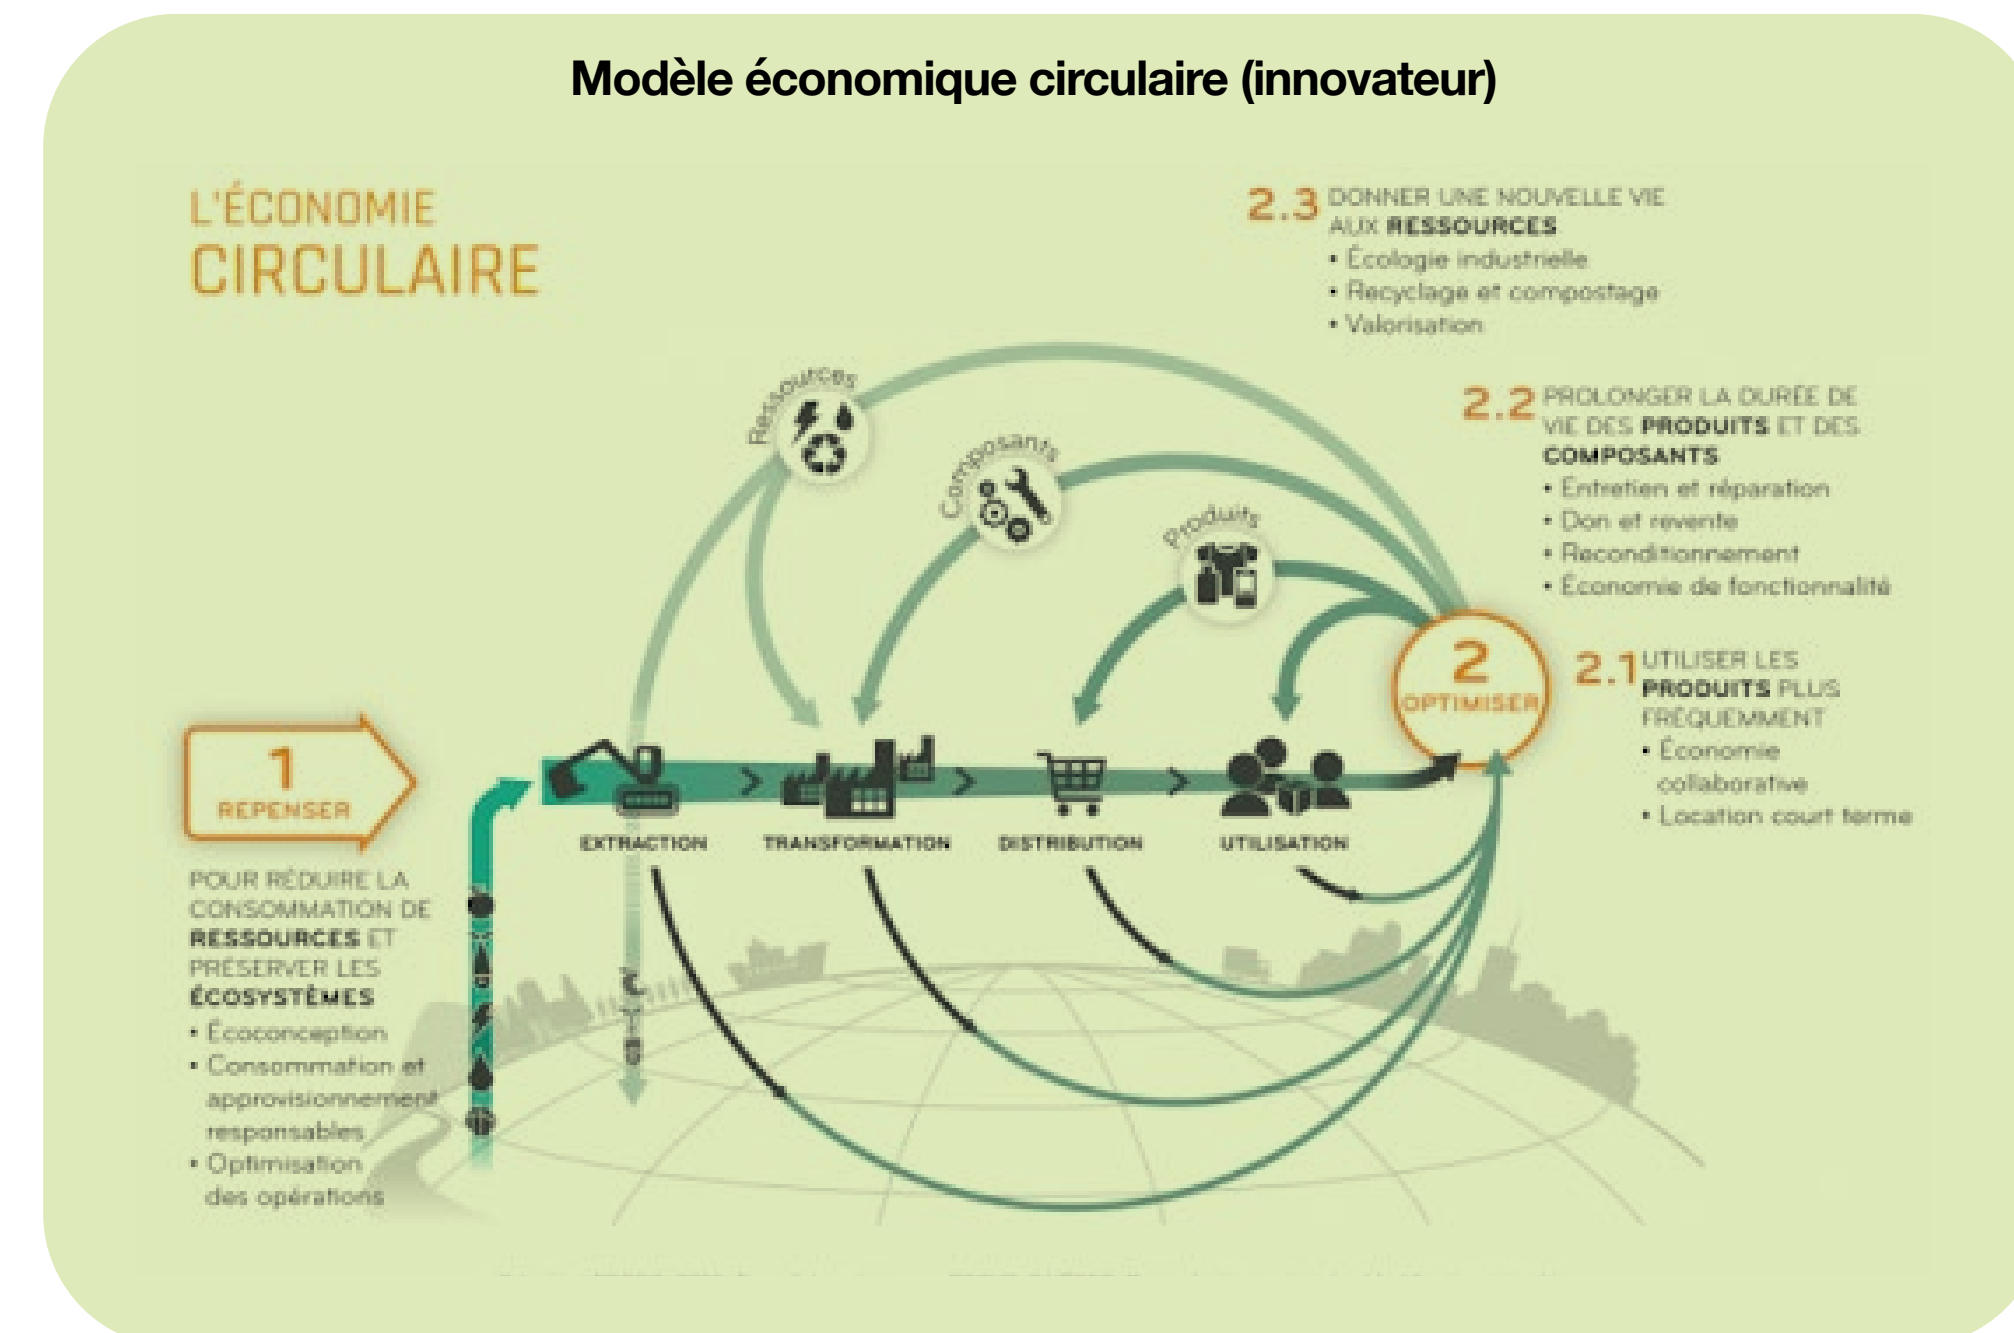 Modèle économique circulaire (innovateur)
L'ÉCONOMIE
CIRCULAIRE
2.3 DONNER UNE NOUVELLE VIE
AUX RESSOURCES
• Écologie industrielle
• Recyclage et compostage
• Valorisation
2.2 PROLONGER LA DURÉE DE
VIE DES PRODUITS ET DES
COMPOSANTS
• Entretien et réparation
• Don et revente
• Reconditionnement
• Économie de fonctionnalité
Ressources
Composants
Produits
2
OPTIMISER
2.1 UTILISER LES
PRODUITS PLUS
FRÉQUEMMENT
• Économie
collaborative
• Location court terme
1
REPENSER
EXTRACTION
TRANSFORMATION
DISTRIBUTION
UTILISATION
POUR RÉDUIRE LA
CONSOMMATION DE
RESSOURCES ET
PRÉSERVER LES
ÉCOSYSTÈMES
• Écoconception
• Consommation et
approvisionnement
responsables
• Optimisation
des opérations